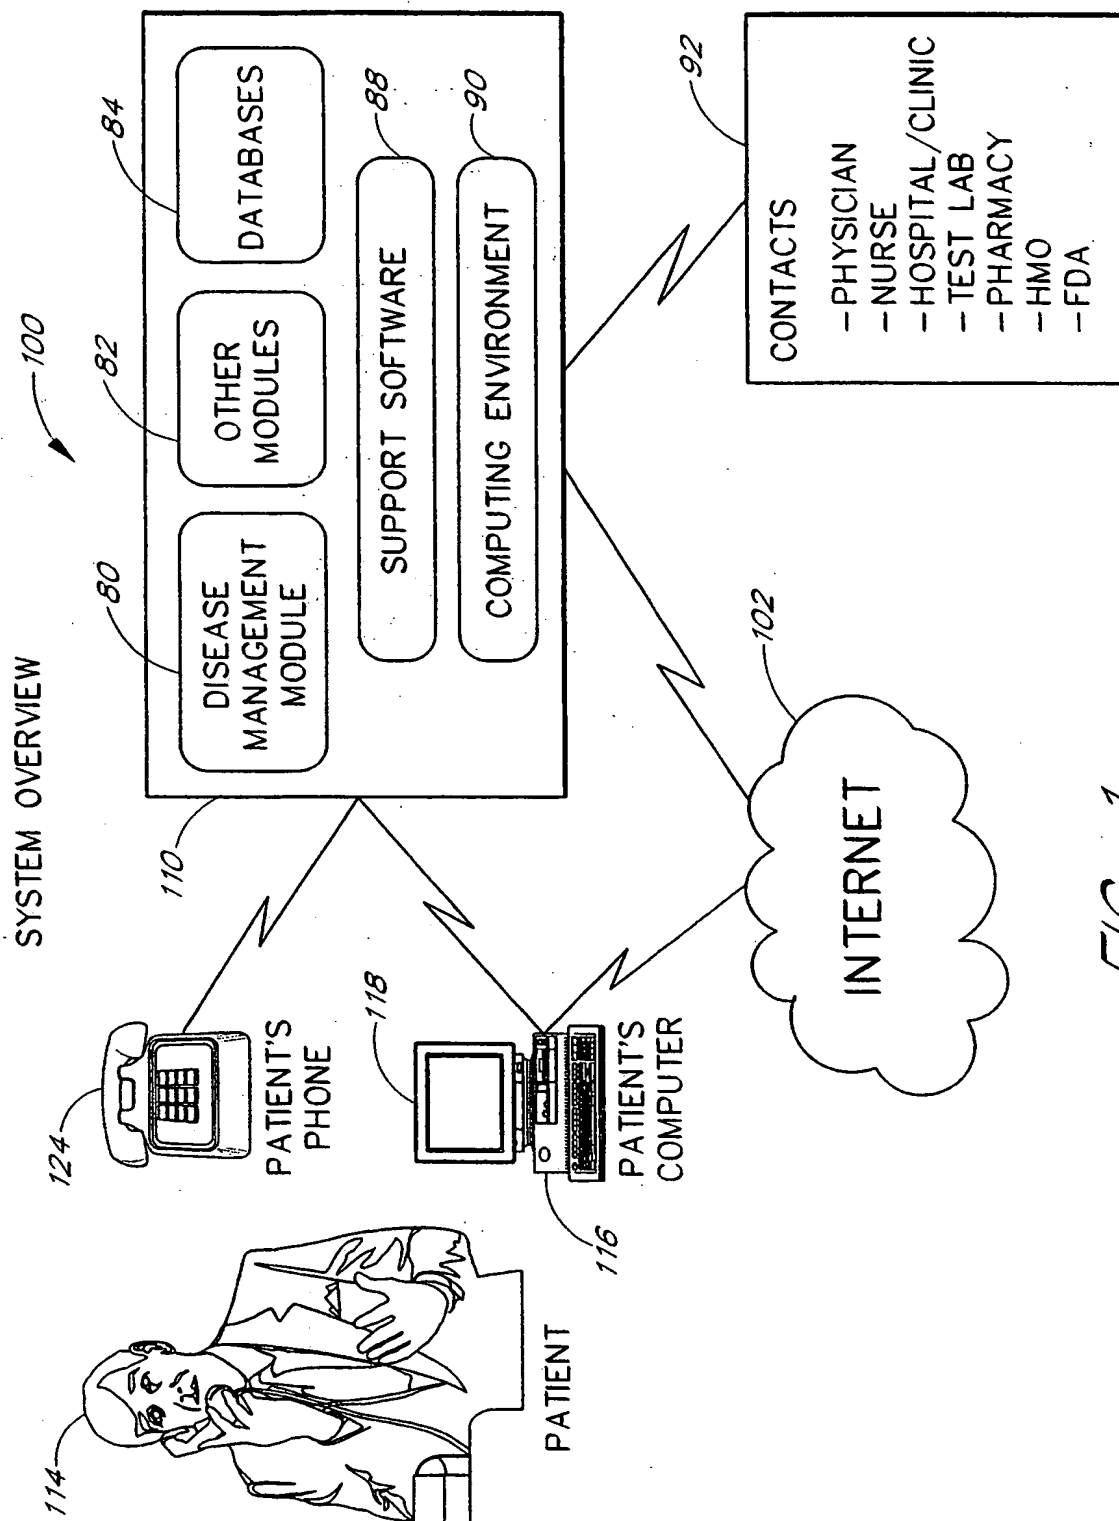 SYSTEM OVERVIEW
100
110
80
82
84
DISEASE
MANAGEMENT
MODULE
OTHER
MODULES
DATABASES
88
SUPPORT SOFTWARE
90
COMPUTING ENVIRONMENT
114
PATIENT
124
PATIENT'S
PHONE
118
116
PATIENT'S
COMPUTER
102
INTERNET
92
CONTACTS
-PHYSICIAN
-NURSE
-HOSPITAL/CLINIC
-TEST LAB
-PHARMACY
-HMO
-FDA
FIG. 1